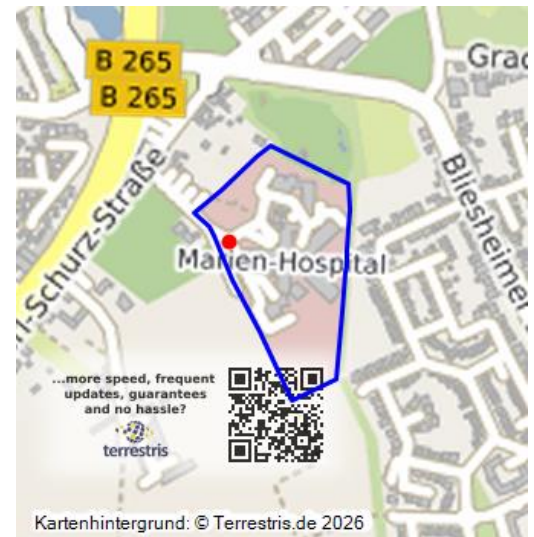 B 265
B 265
Grac
Bliesheimer
l-Schurz-Straße
Marien-Hospital
...more speed, frequent
updates, guarantees
and no hassle?
terrestris
Kartenhintergrund: © Terrestris.de 2026